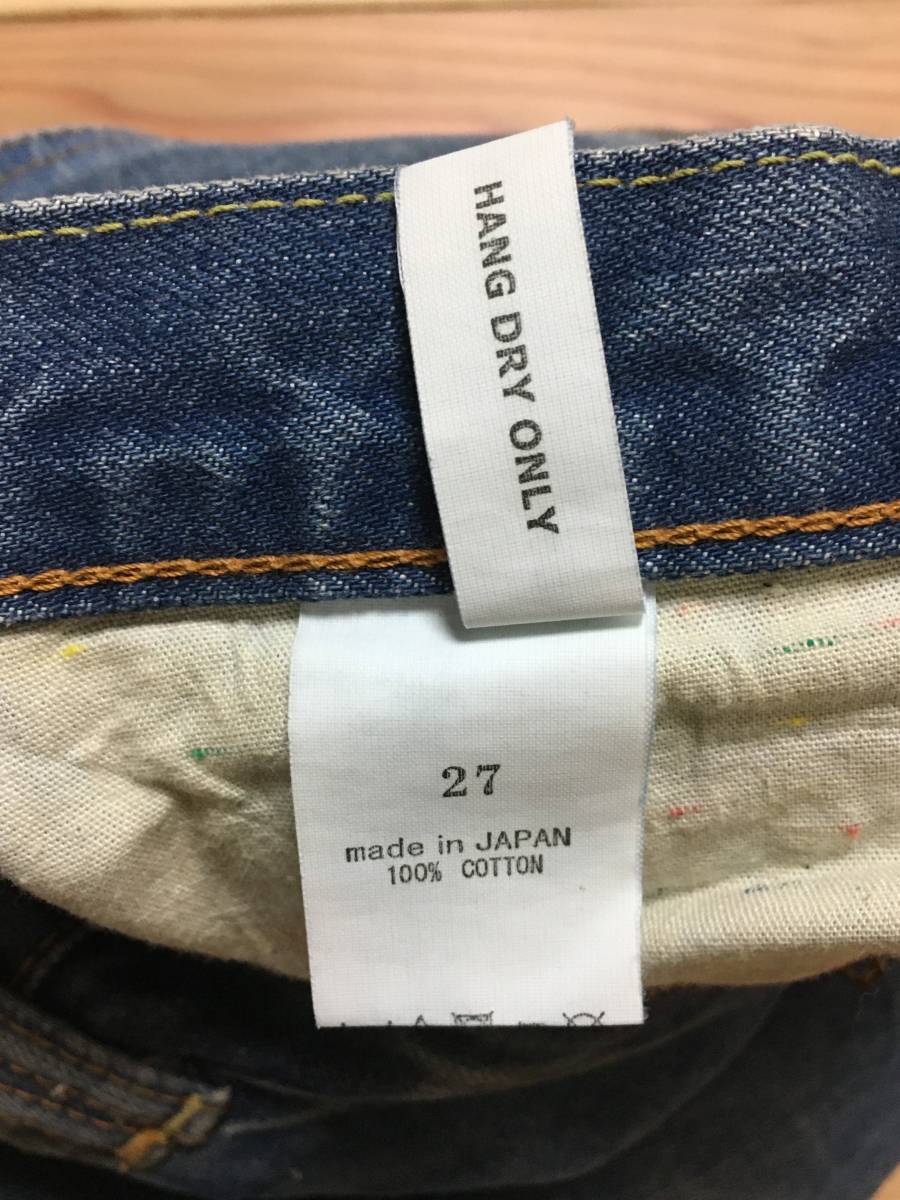 HANG DRY ONLY
27
made in JAPAN
100% COTTON